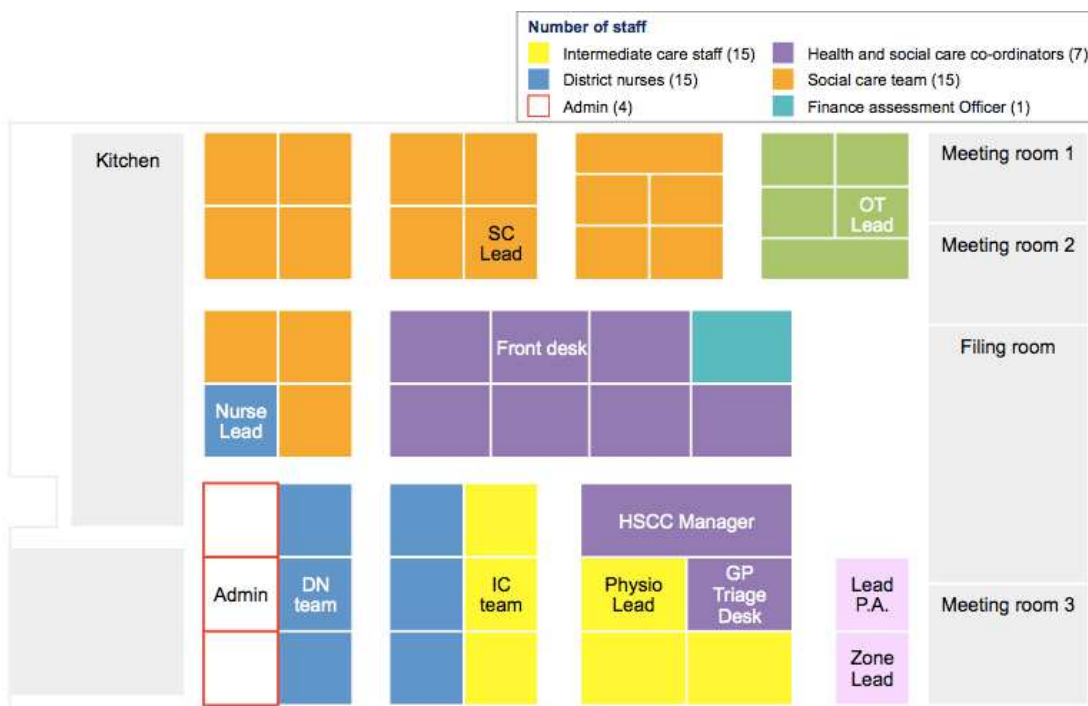 Number of staff
Intermediate care staff (15)
Health and social care co-ordinators (7)
District nurses (15)
Social care team (15)
Admin (4)
Finance assessment Officer (1)
Kitchen
SC
Lead
OT
Lead
Meeting room 1
Meeting room 2
Front desk
Filing room
Nurse
Lead
HSCC Manager
Admin
DN
team
IC
team
Physio
Lead
GP
Triage
Desk
Lead
P.A.
Meeting room 3
Zone
Lead